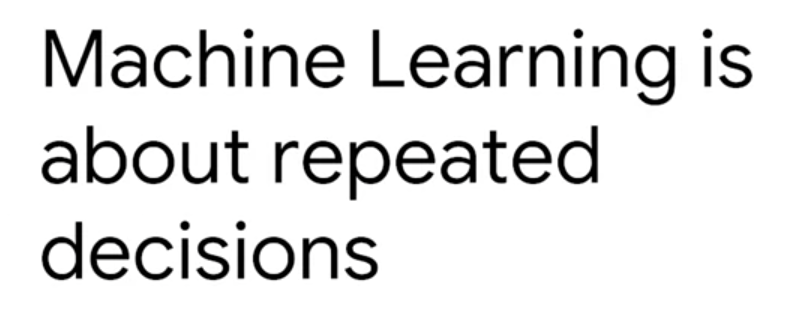 Machine Learning is
about repeated
decisions